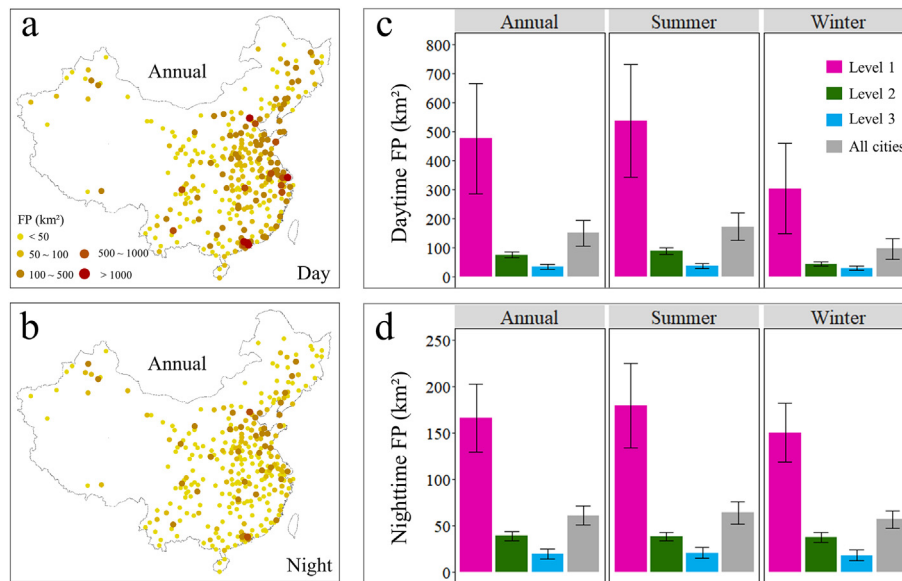 a
Annual
FP (km²)
< 50
50 ~ 100
100 ~ 500
500 ~ 1000
> 1000
Day
b
Annual
Night
c
Annual
Summer
Winter
Daytime FP (km²)
800
700
600
500
400
300
200
100
0
Level 1
Level 2
Level 3
All cities
d
Annual
Summer
Winter
Nighttime FP (km²)
250
200
150
100
50
0